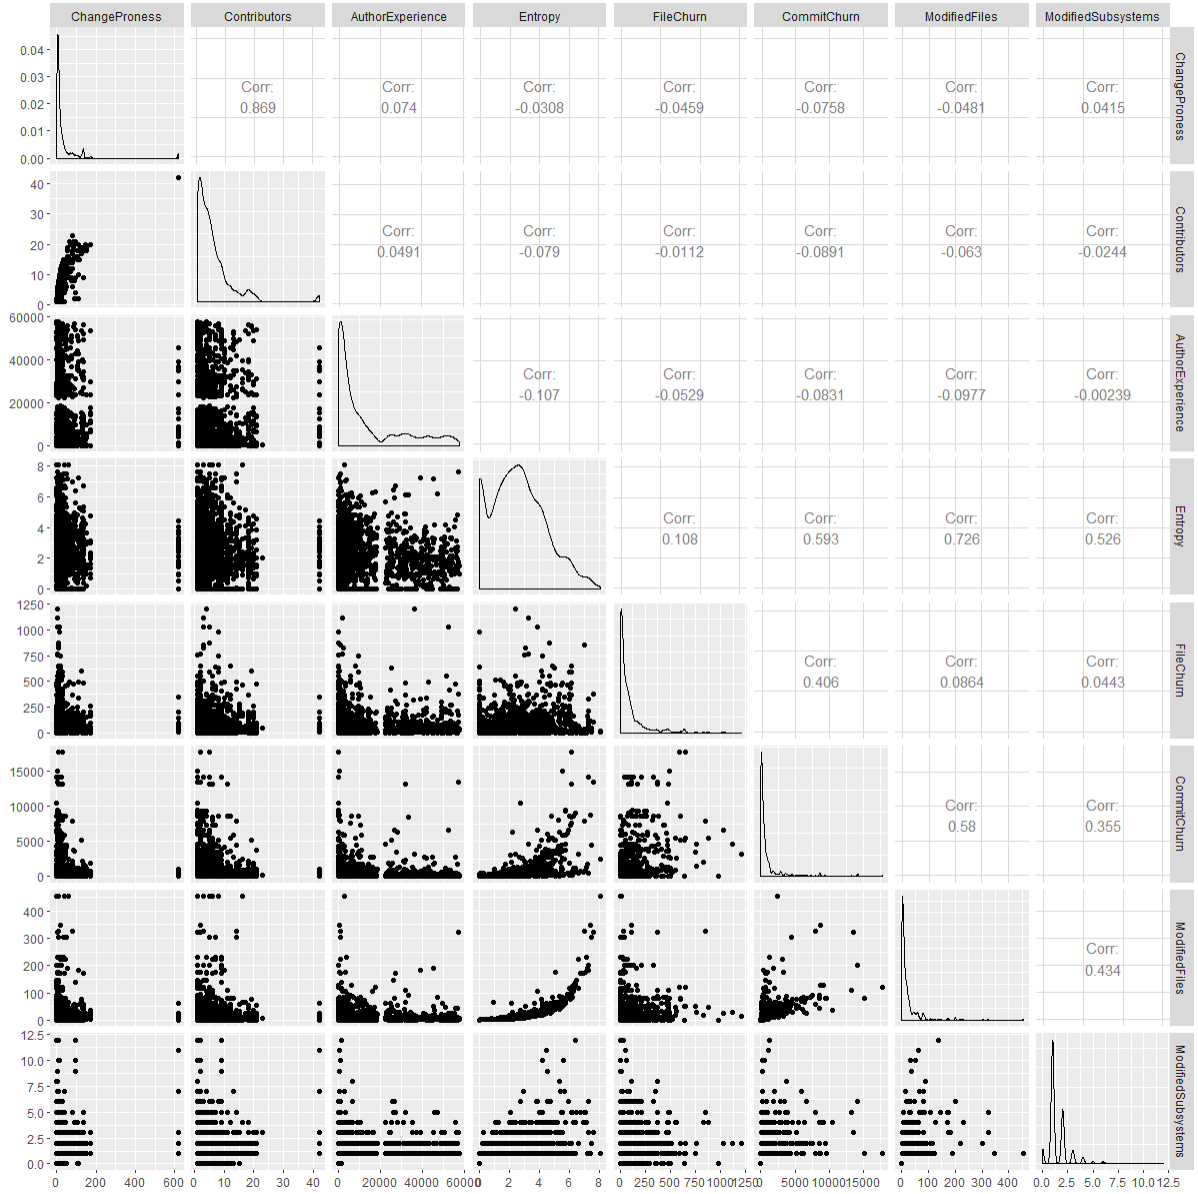 ChangeProness Contributors AuthorExperience Entropy FileChurn CommitChurn ModifiedFiles ModifiedSubsystems
0.04
0.03
0.02
0.01
0.00
Corr:
0.869
Corr:
0.074
Corr:
-0.0308
Corr:
-0.0459
Corr:
-0.0758
Corr:
-0.0481
Corr:
0.0415
ChangeProness
40
30
20
10
0
Corr:
0.0491
Corr:
-0.079
Corr:
-0.0112
Corr:
-0.0891
Corr:
-0.063
Corr:
-0.0244
Contributors
60000
40000
20000
0
Corr:
-0.107
Corr:
-0.0529
Corr:
-0.0831
Corr:
-0.0977
Corr:
-0.00239
AuthorExperience
8
6
4
2
0
Corr:
0.108
Corr:
0.593
Corr:
0.726
Corr:
0.526
Entropy
1250
1000
750
500
250
0
Corr:
0.406
Corr:
0.0864
Corr:
0.0443
FileChurn
15000
10000
5000
0
Corr:
0.58
Corr:
0.355
CommitChurn
400
300
200
100
0
Corr:
0.434
ModifiedFiles
12.5
10.0
7.5
5.0
2.5
0.0
ModifiedSubsystems
0 200 400 600 0 10 20 30 40 0 20000 40000 60000 0 2 4 6 8 0 250 500 750 1000 1250 0 5000 10000 15000 0 100 200 300 400 0.0 2.5 5.0 7.5 10.0 12.5